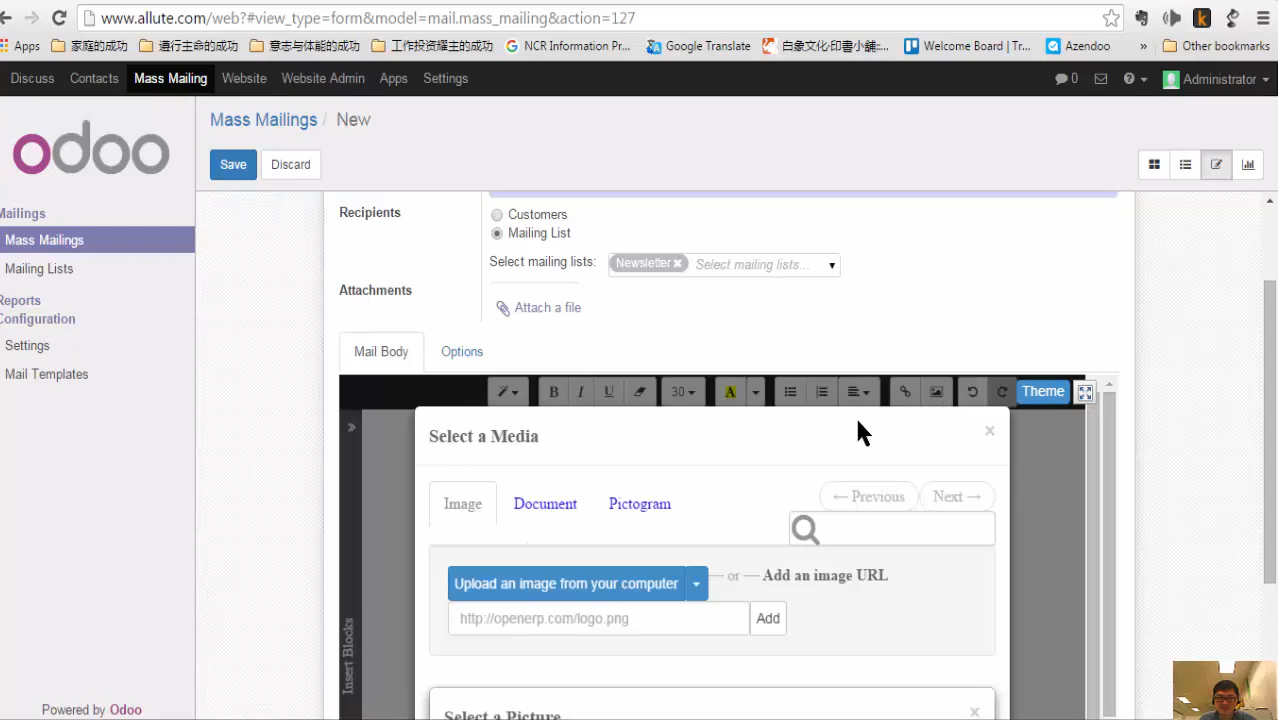 www.allute.com/web?#view_type=form&model=mail.mass_mailing&action=127
Apps 家庭的成功 遵行主命的成功 意志与体能的成功 工作投资雇主的成功 NCR Information Pr... Google Translate 白象文化·印書小舖:... Welcome Board | Tr... Azendoo » Other bookmarks
Discuss Contacts Mass Mailing Website Website Admin Apps Settings 0 Administrator
odoo
Mass Mailings / New
Save Discard
Mailings
Mass Mailings
Mailing Lists
Reports
Configuration
Settings
Mail Templates
Powered by Odoo
Recipients
Customers
Mailing List
Select mailing lists: Newsletter × Select mailing lists...
Attachments
Attach a file
Mail Body Options
B I U 30 A Theme
Select a Media ×
Image Document Pictogram ← Previous Next →
Upload an image from your computer — or — Add an image URL
http://openerp.com/logo.png Add
Insert Blocks
Select a Picture ×